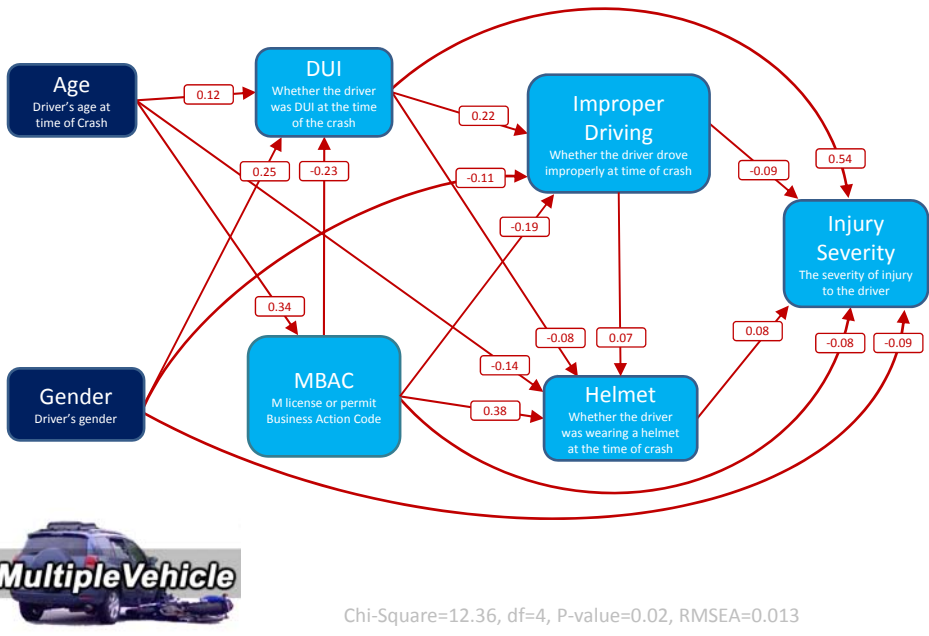 Age
Driver's age at
time of Crash
DUI
Whether the driver
was DUI at the time
of the crash
Improper
Driving
Whether the driver drove
improperly at time of crash
Injury
Severity
The severity of injury
to the driver
Gender
Driver's gender
MBAC
M license or permit
Business Action Code
Helmet
Whether the driver
was wearing a helmet
at the time of crash
0.12
0.22
0.54
0.25
-0.23
-0.11
-0.09
-0.19
0.34
-0.08
0.07
0.08
-0.08
-0.09
-0.14
0.38
MultipleVehicle
Chi-Square=12.36, df=4, P-value=0.02, RMSEA=0.013